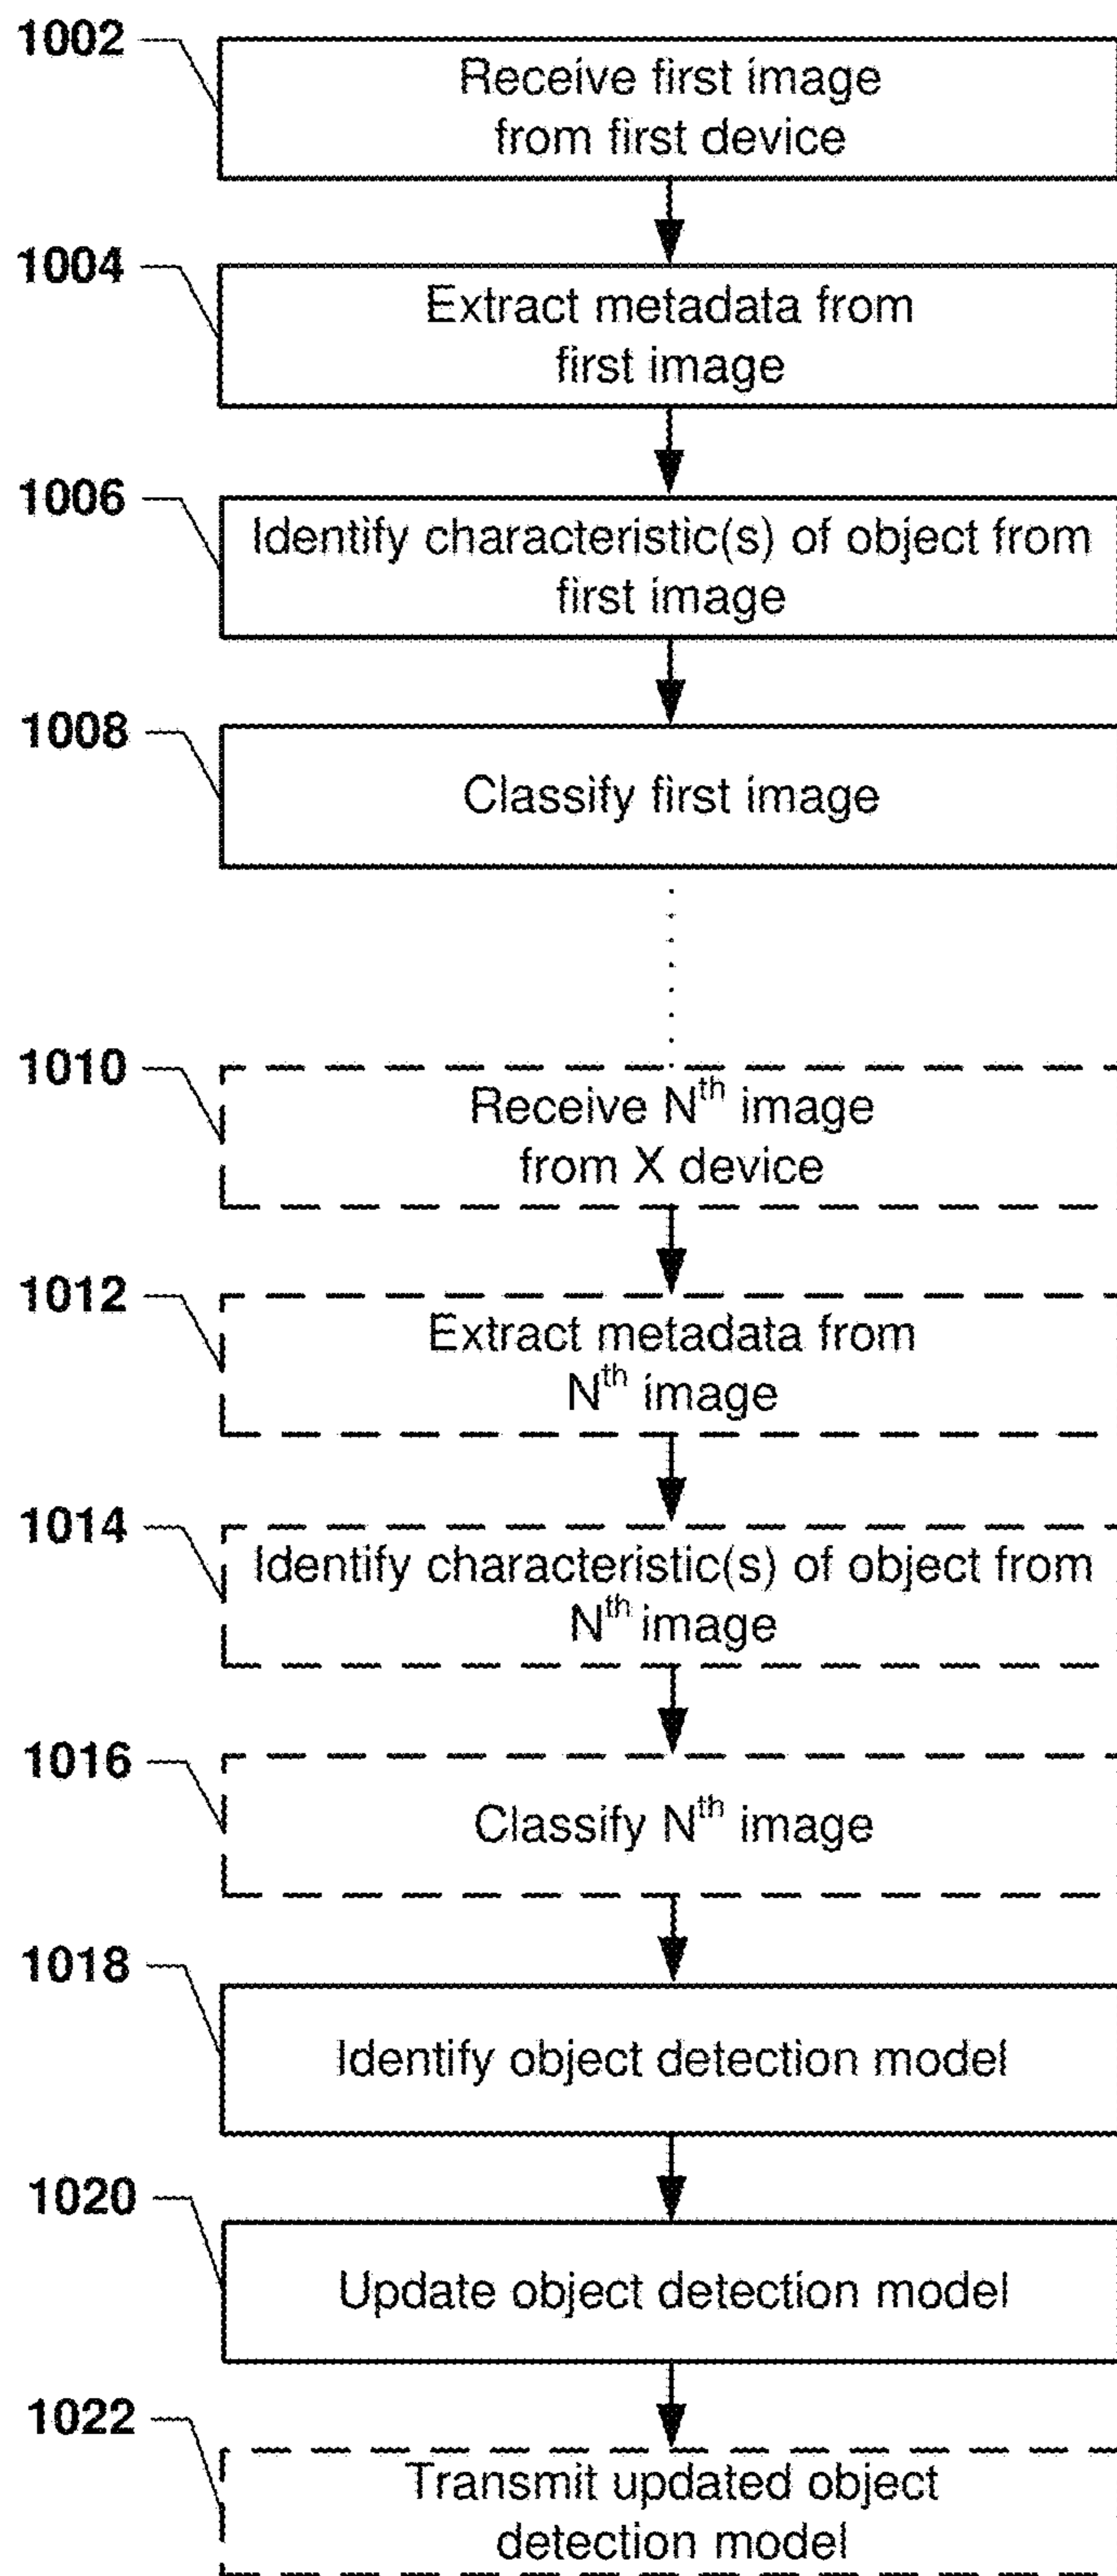 1002
Receive first image
from first device
1004
Extract metadata from
first image
1006
Identify characteristic(s) of object from
first image
1008
Classify first image
1010
Receive Nth image
from X device
1012
Extract metadata from
Nth image
1014
Identify characteristic(s) of object from
Nth image
1016
Classify Nth image
1018
Identify object detection model
1020
Update object detection model
1022
Transmit updated object
detection model